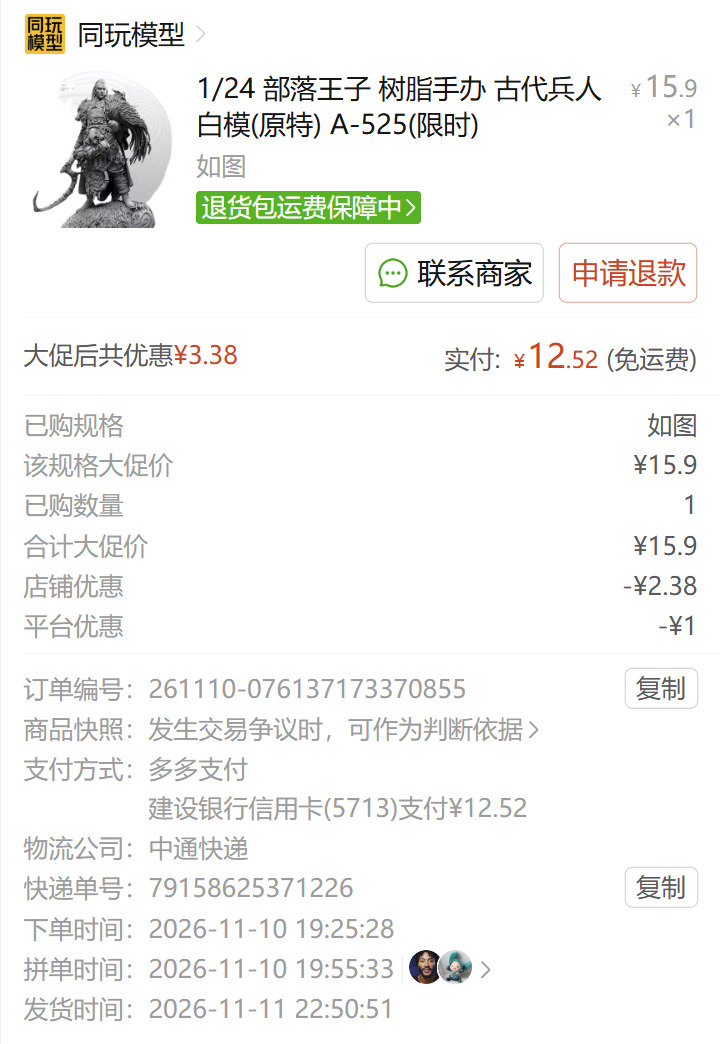 同玩模型
同玩模型
1/24 部落王子 树脂手办 古代兵人 ¥15.9
白模(原特) A-525(限时) ×1
如图
退货包运费保障中
联系商家 申请退款
大促后共优惠¥3.38 实付: ¥12.52 (免运费)
已购规格 如图
该规格大促价 ¥15.9
已购数量 1
合计大促价 ¥15.9
店铺优惠 -¥2.38
平台优惠 -¥1
订单编号: 261110-076137173370855 复制
商品快照: 发生交易争议时，可作为判断依据
支付方式: 多多支付
建设银行信用卡(5713)支付¥12.52
物流公司: 中通快递
快递单号: 79158625371226 复制
下单时间: 2026-11-10 19:25:28
拼单时间: 2026-11-10 19:55:33
发货时间: 2026-11-11 22:50:51